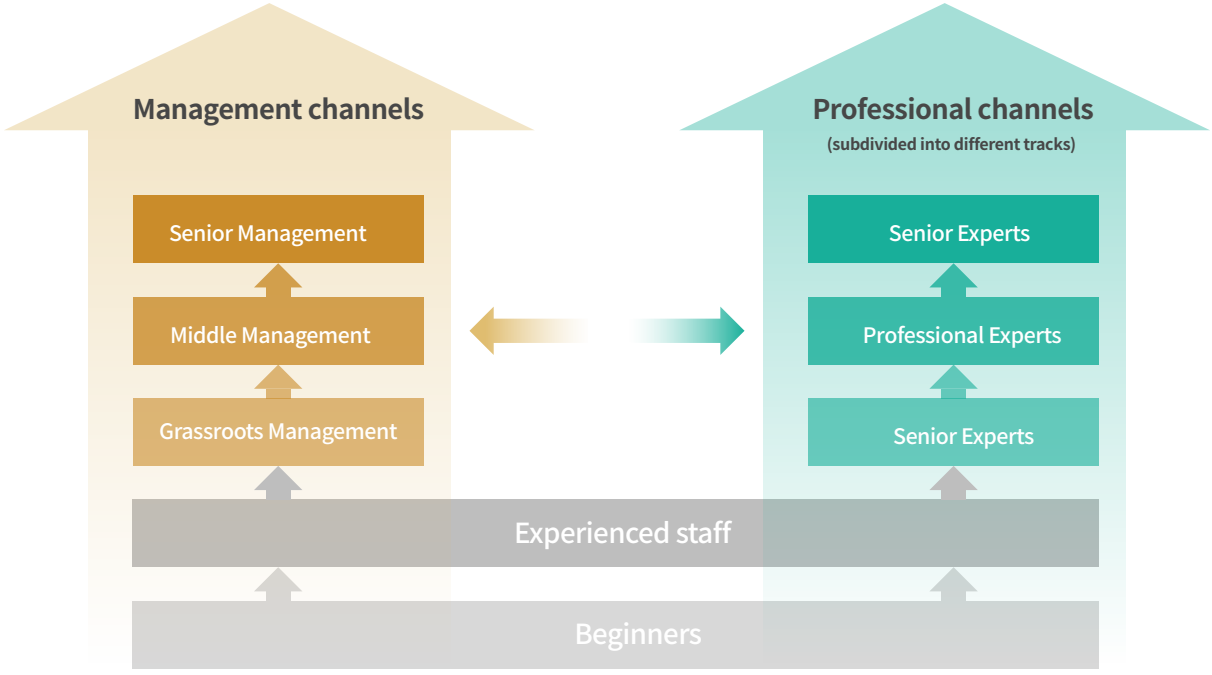 Management channels
Senior Management
Middle Management
Grassroots Management
Professional channels
(subdivided into different tracks)
Senior Experts
Professional Experts
Senior Experts
Experienced staff
Beginners